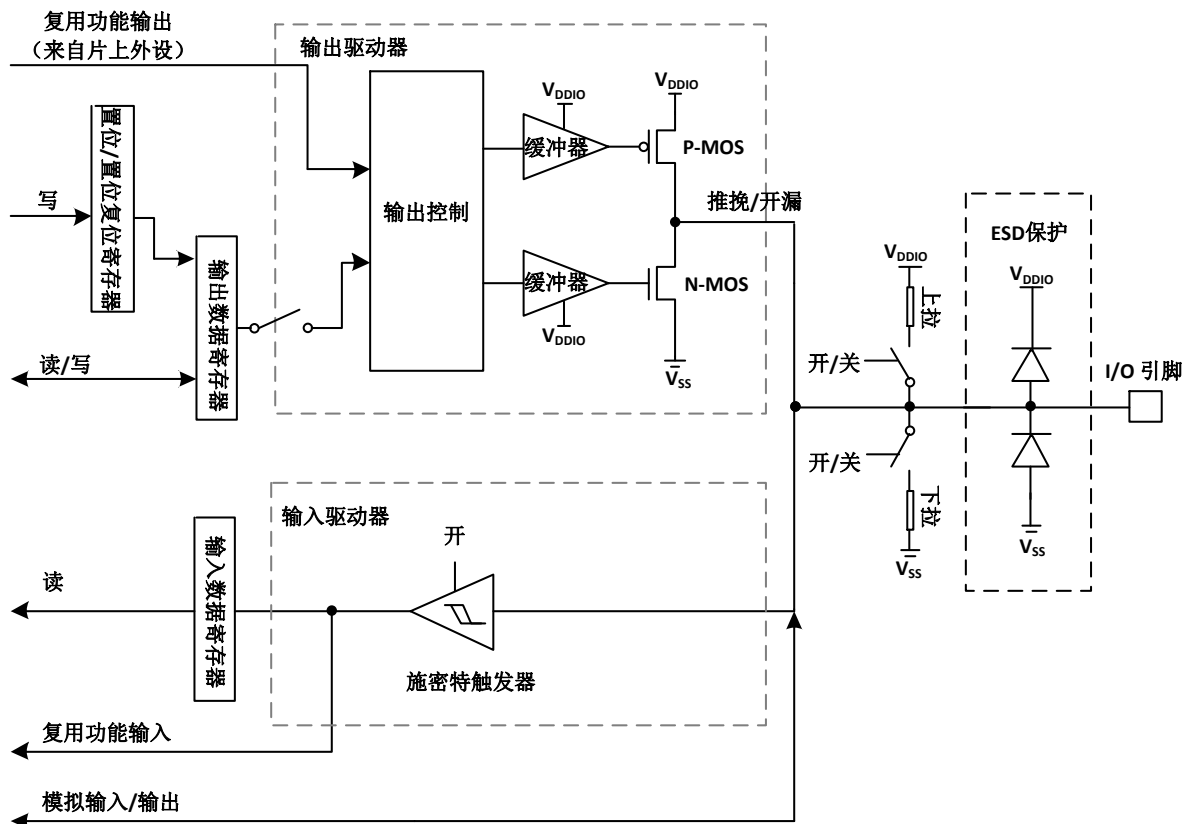 复用功能输出
（来自片上外设）
输出驱动器
置位/置位复位寄存器
写
输出数据寄存器
读/写
输出控制
VDDIO
缓冲器
VDDIO
P-MOS
推挽/开漏
缓冲器
VDDIO
N-MOS
VSS
VDDIO
上拉
开/关
开/关
下拉
VSS
ESD保护
VDDIO
VSS
I/O 引脚
输入驱动器
开
输入数据寄存器
读
施密特触发器
复用功能输入
模拟输入/输出